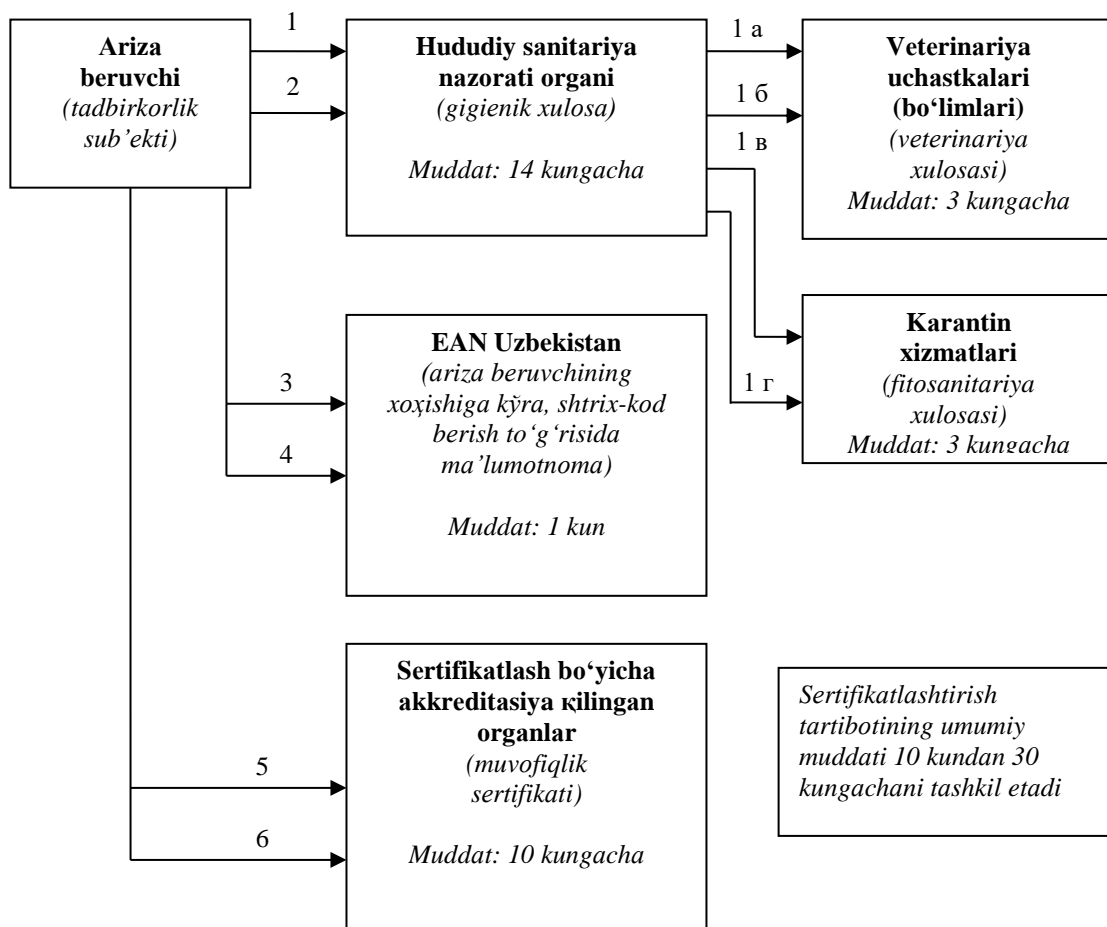 Ariza
beruvchi
(tadbirkorlik
sub’ekti)
1
2
Hududiy sanitariya
nazorati organi
(gigienik xulosa)
Muddat: 14 kungacha
1 а
1 б
1 в
1 г
Veterinariya
uchastkalari
(bo‘limlari)
(veterinariya
xulosasi)
Muddat: 3 kungacha
Karantin
xizmatlari
(fitosanitariya
xulosasi)
Muddat: 3 kungacha
3
4
EAN Uzbekistan
(ariza beruvchining
xoҳishiga kўra, shtrix-kod
berish to‘g‘risida
ma’lumotnoma)
Muddat: 1 kun
5
6
Sertifikatlash bo‘yicha
akkreditasiya қilingan
organlar
(muvofiqlik
sertifikati)
Muddat: 10 kungacha
Sertifikatlashtirish
tartibotining umumiy
muddati 10 kundan 30
kungachani tashkil etadi